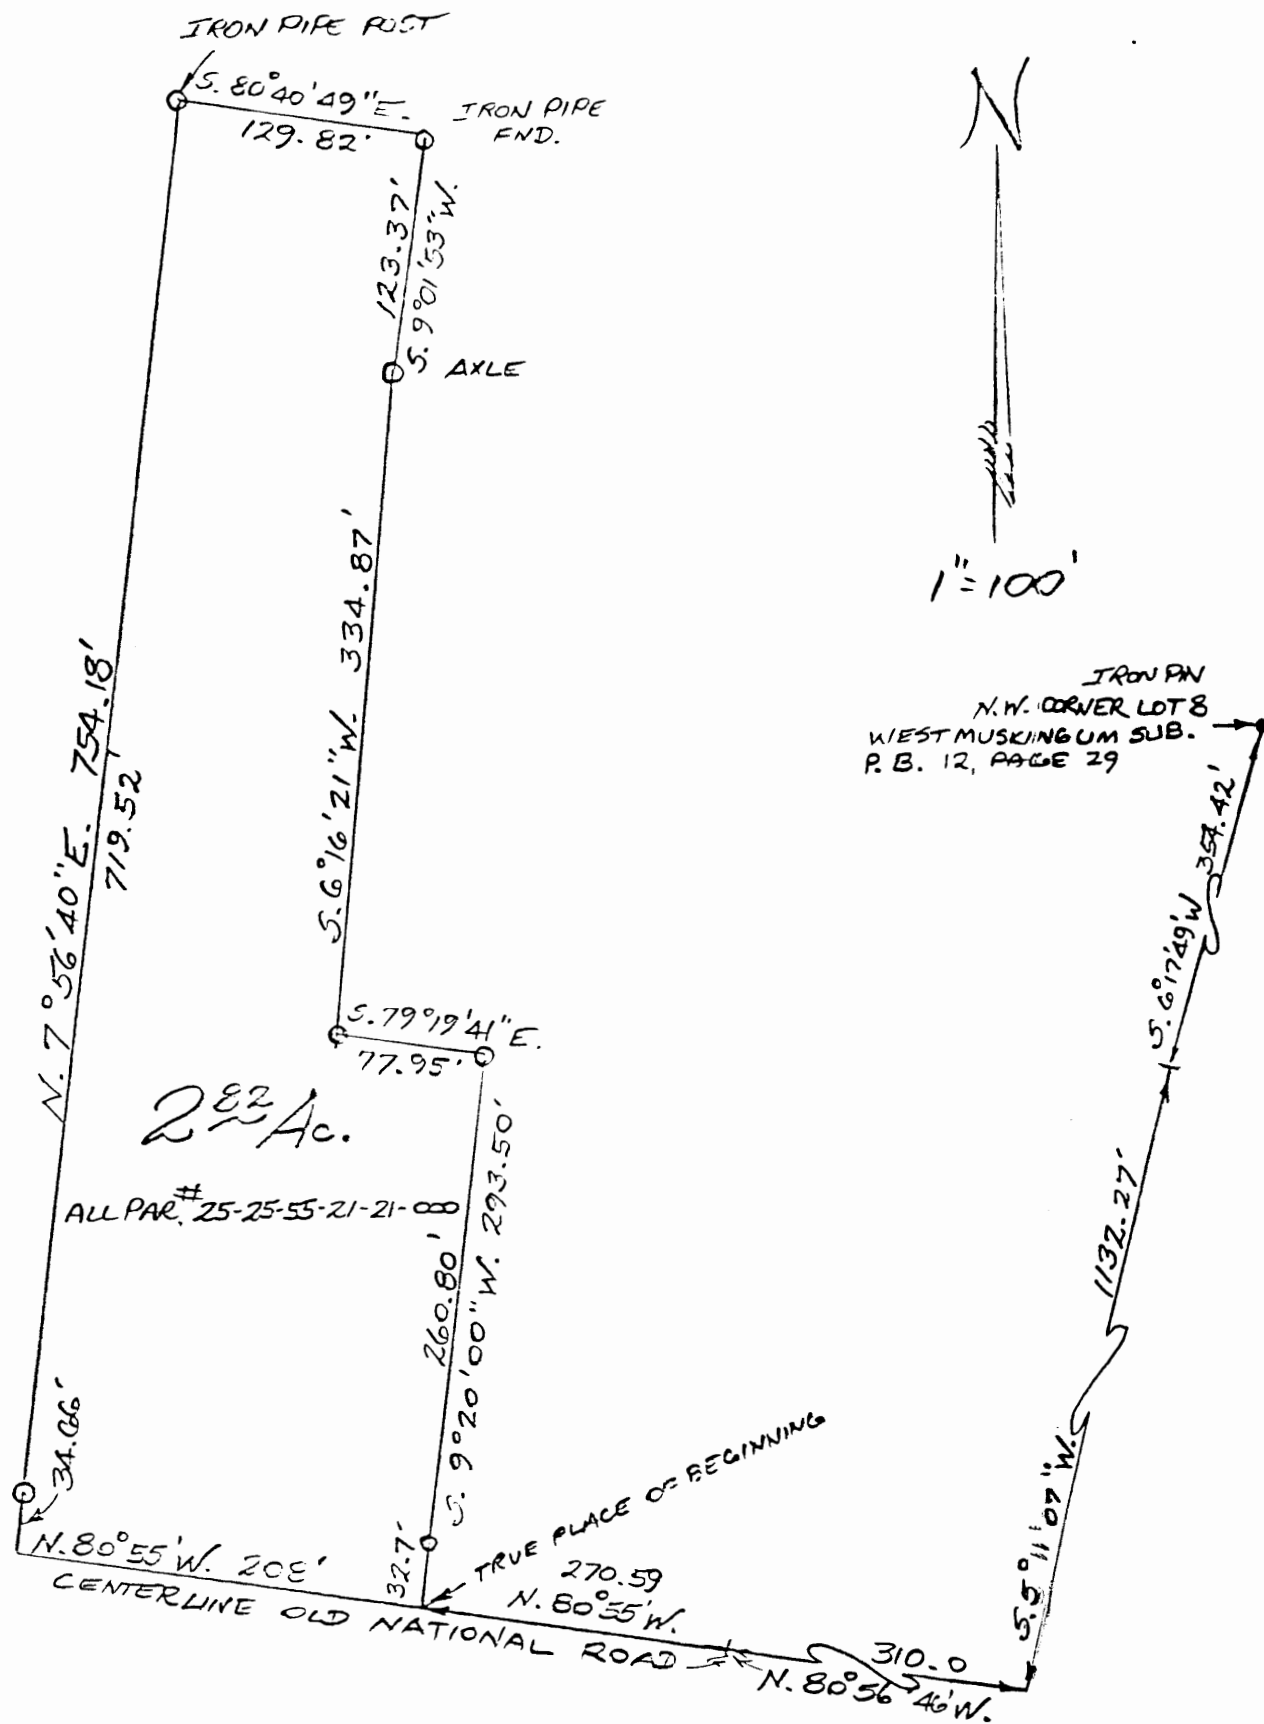 IRON PIPE POST
S. 80°40'49"E.
129.82'
IRON PIPE
FND.
N
123.37'
S. 9°01'53"W.
AXLE
334.87'
S. 6°16'21"W.
1"=100'
N. 7°56'40"E. 754.18'
719.52'
IRON PIN
N.W. CORNER LOT 8
WEST MUSKINGUM SUB.
P. B. 12, PAGE 29
354.42'
S. 6°17'49"W
S. 79°19'41"E.
77.95'
2 82 Ac.
ALL PAR. # 25-25-55-21-21-000
260.80'
S. 9°20'00"W. 293.50'
1132.27'
S. 5°11'07"W.
34.66'
32.7'
TRUE PLACE OF BEGINNING
N. 80°55'W. 208'
CENTERLINE OLD NATIONAL ROAD
270.59
N. 80°55'W.
310.0
N. 80°56'46"W.